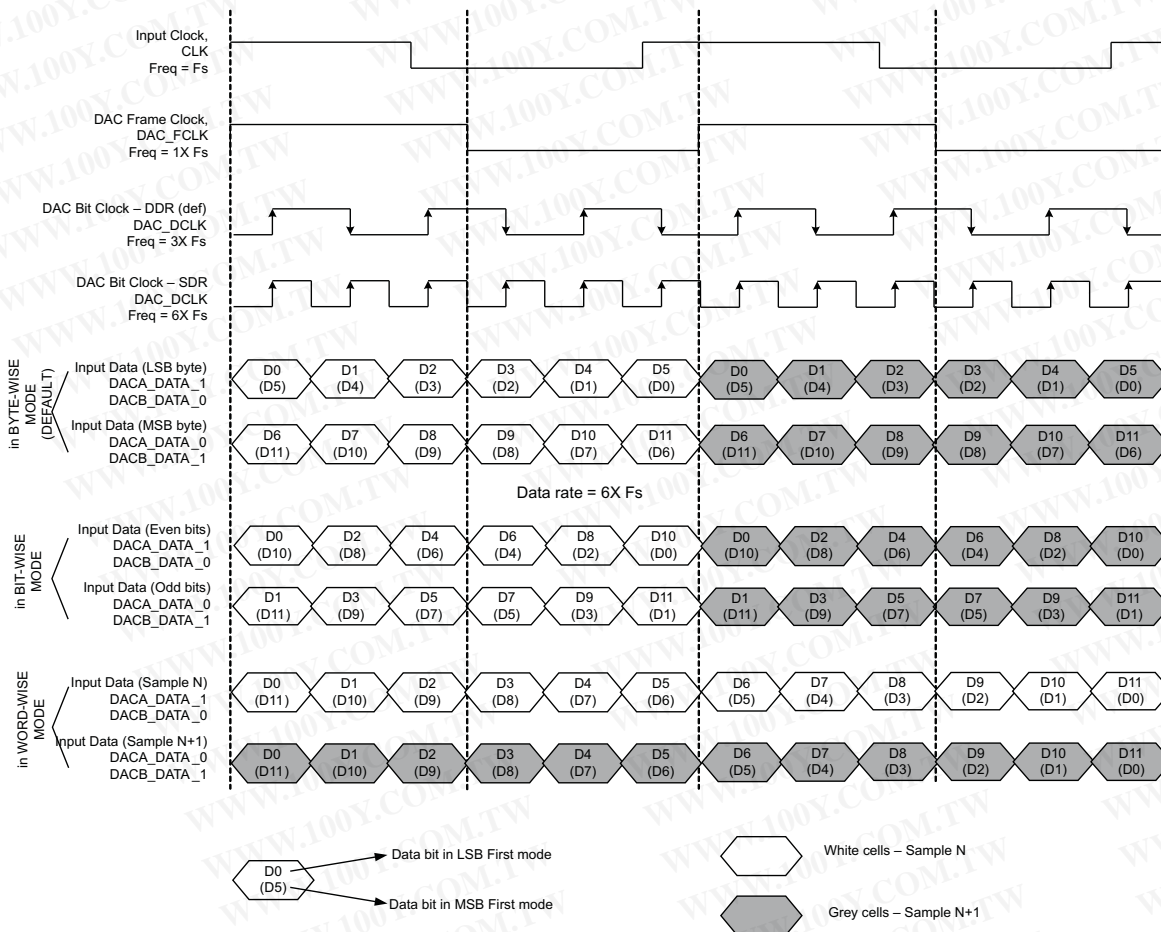 Input Clock,
CLK
Freq = Fs
DAC Frame Clock,
DAC_FCLK
Freq = 1X Fs
DAC Bit Clock – DDR (def)
DAC_DCLK
Freq = 3X Fs
DAC Bit Clock – SDR
DAC_DCLK
Freq = 6X Fs
in BYTE-WISE
MODE
(DEFAULT)
Input Data (LSB byte)
DACA_DATA_1
DACB_DATA_0
D0 D1 D2 D3 D4 D5 D0 D1 D2 D3 D4 D5
(D5) (D4) (D3) (D2) (D1) (D0) (D5) (D4) (D3) (D2) (D1) (D0)
Input Data (MSB byte)
DACA_DATA_0
DACB_DATA_1
D6 D7 D8 D9 D10 D11 D6 D7 D8 D9 D10 D11
(D11) (D10) (D9) (D8) (D7) (D6) (D11) (D10) (D9) (D8) (D7) (D6)
Data rate = 6X Fs
in BIT-WISE
MODE
Input Data (Even bits)
DACA_DATA_1
DACB_DATA_0
D0 D2 D4 D6 D8 D10 D0 D2 D4 D6 D8 D10
(D10) (D8) (D6) (D4) (D2) (D0) (D10) (D8) (D6) (D4) (D2) (D0)
Input Data (Odd bits)
DACA_DATA_0
DACB_DATA_1
D1 D3 D5 D7 D9 D11 D1 D3 D5 D7 D9 D11
(D11) (D9) (D7) (D5) (D3) (D1) (D11) (D9) (D7) (D5) (D3) (D1)
in WORD-WISE
MODE
Input Data (Sample N)
DACA_DATA_1
DACB_DATA_0
D0 D1 D2 D3 D4 D5 D6 D7 D8 D9 D10 D11
(D11) (D10) (D9) (D8) (D7) (D6) (D5) (D4) (D3) (D2) (D1) (D0)
Input Data (Sample N+1)
DACA_DATA_0
DACB_DATA_1
D0 D1 D2 D3 D4 D5 D6 D7 D8 D9 D10 D11
(D11) (D10) (D9) (D8) (D7) (D6) (D5) (D4) (D3) (D2) (D1) (D0)
D0
(D5)
Data bit in LSB First mode
Data bit in MSB First mode
White cells – Sample N
Grey cells – Sample N+1
WWW.100Y.COM.TW